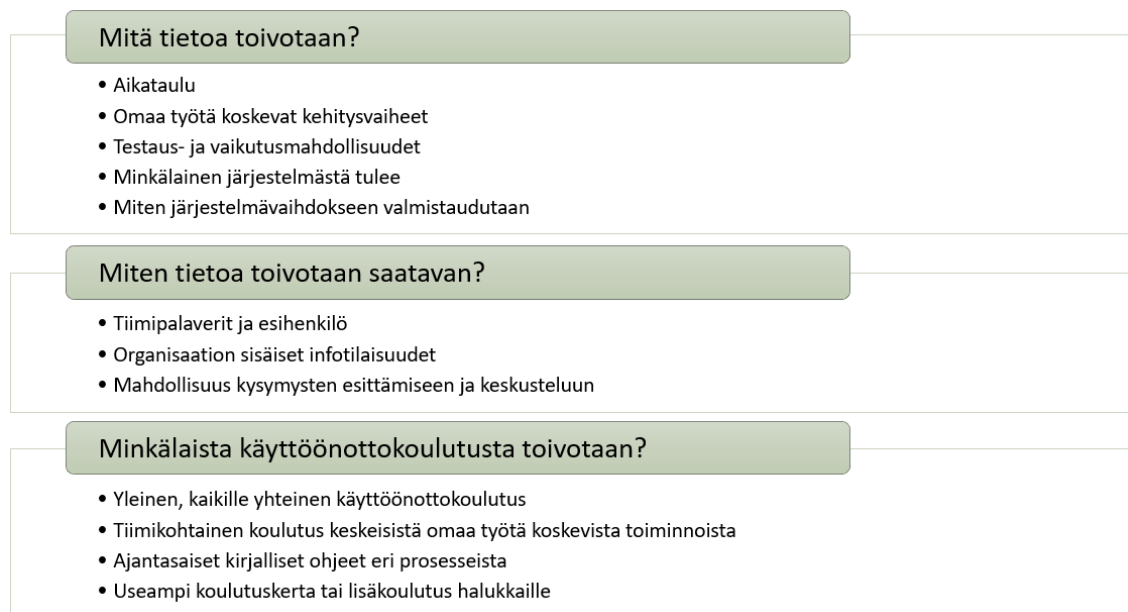 Mitä tietoa toivotaan?
• Aikataulu
• Omaa työtä koskevat kehitysvaiheet
• Testaus- ja vaikutusmahdollisuudet
• Minkälainen järjestelmästä tulee
• Miten järjestelmävaihdokseen valmistaudutaan
Miten tietoa toivotaan saatavan?
• Tiimipalaverit ja esihenkilö
• Organisaation sisäiset infotilaisuudet
• Mahdollisuus kysymysten esittämiseen ja keskusteluun
Minkälaista käyttöönottokoulutusta toivotaan?
• Yleinen, kaikille yhteinen käyttöönottokoulutus
• Tiimikohtainen koulutus keskeisistä omaa työtä koskevista toiminnoista
• Ajantasaiset kirjalliset ohjeet eri prosesseista
• Useampi koulutuskerta tai lisäkoulutus halukkaille